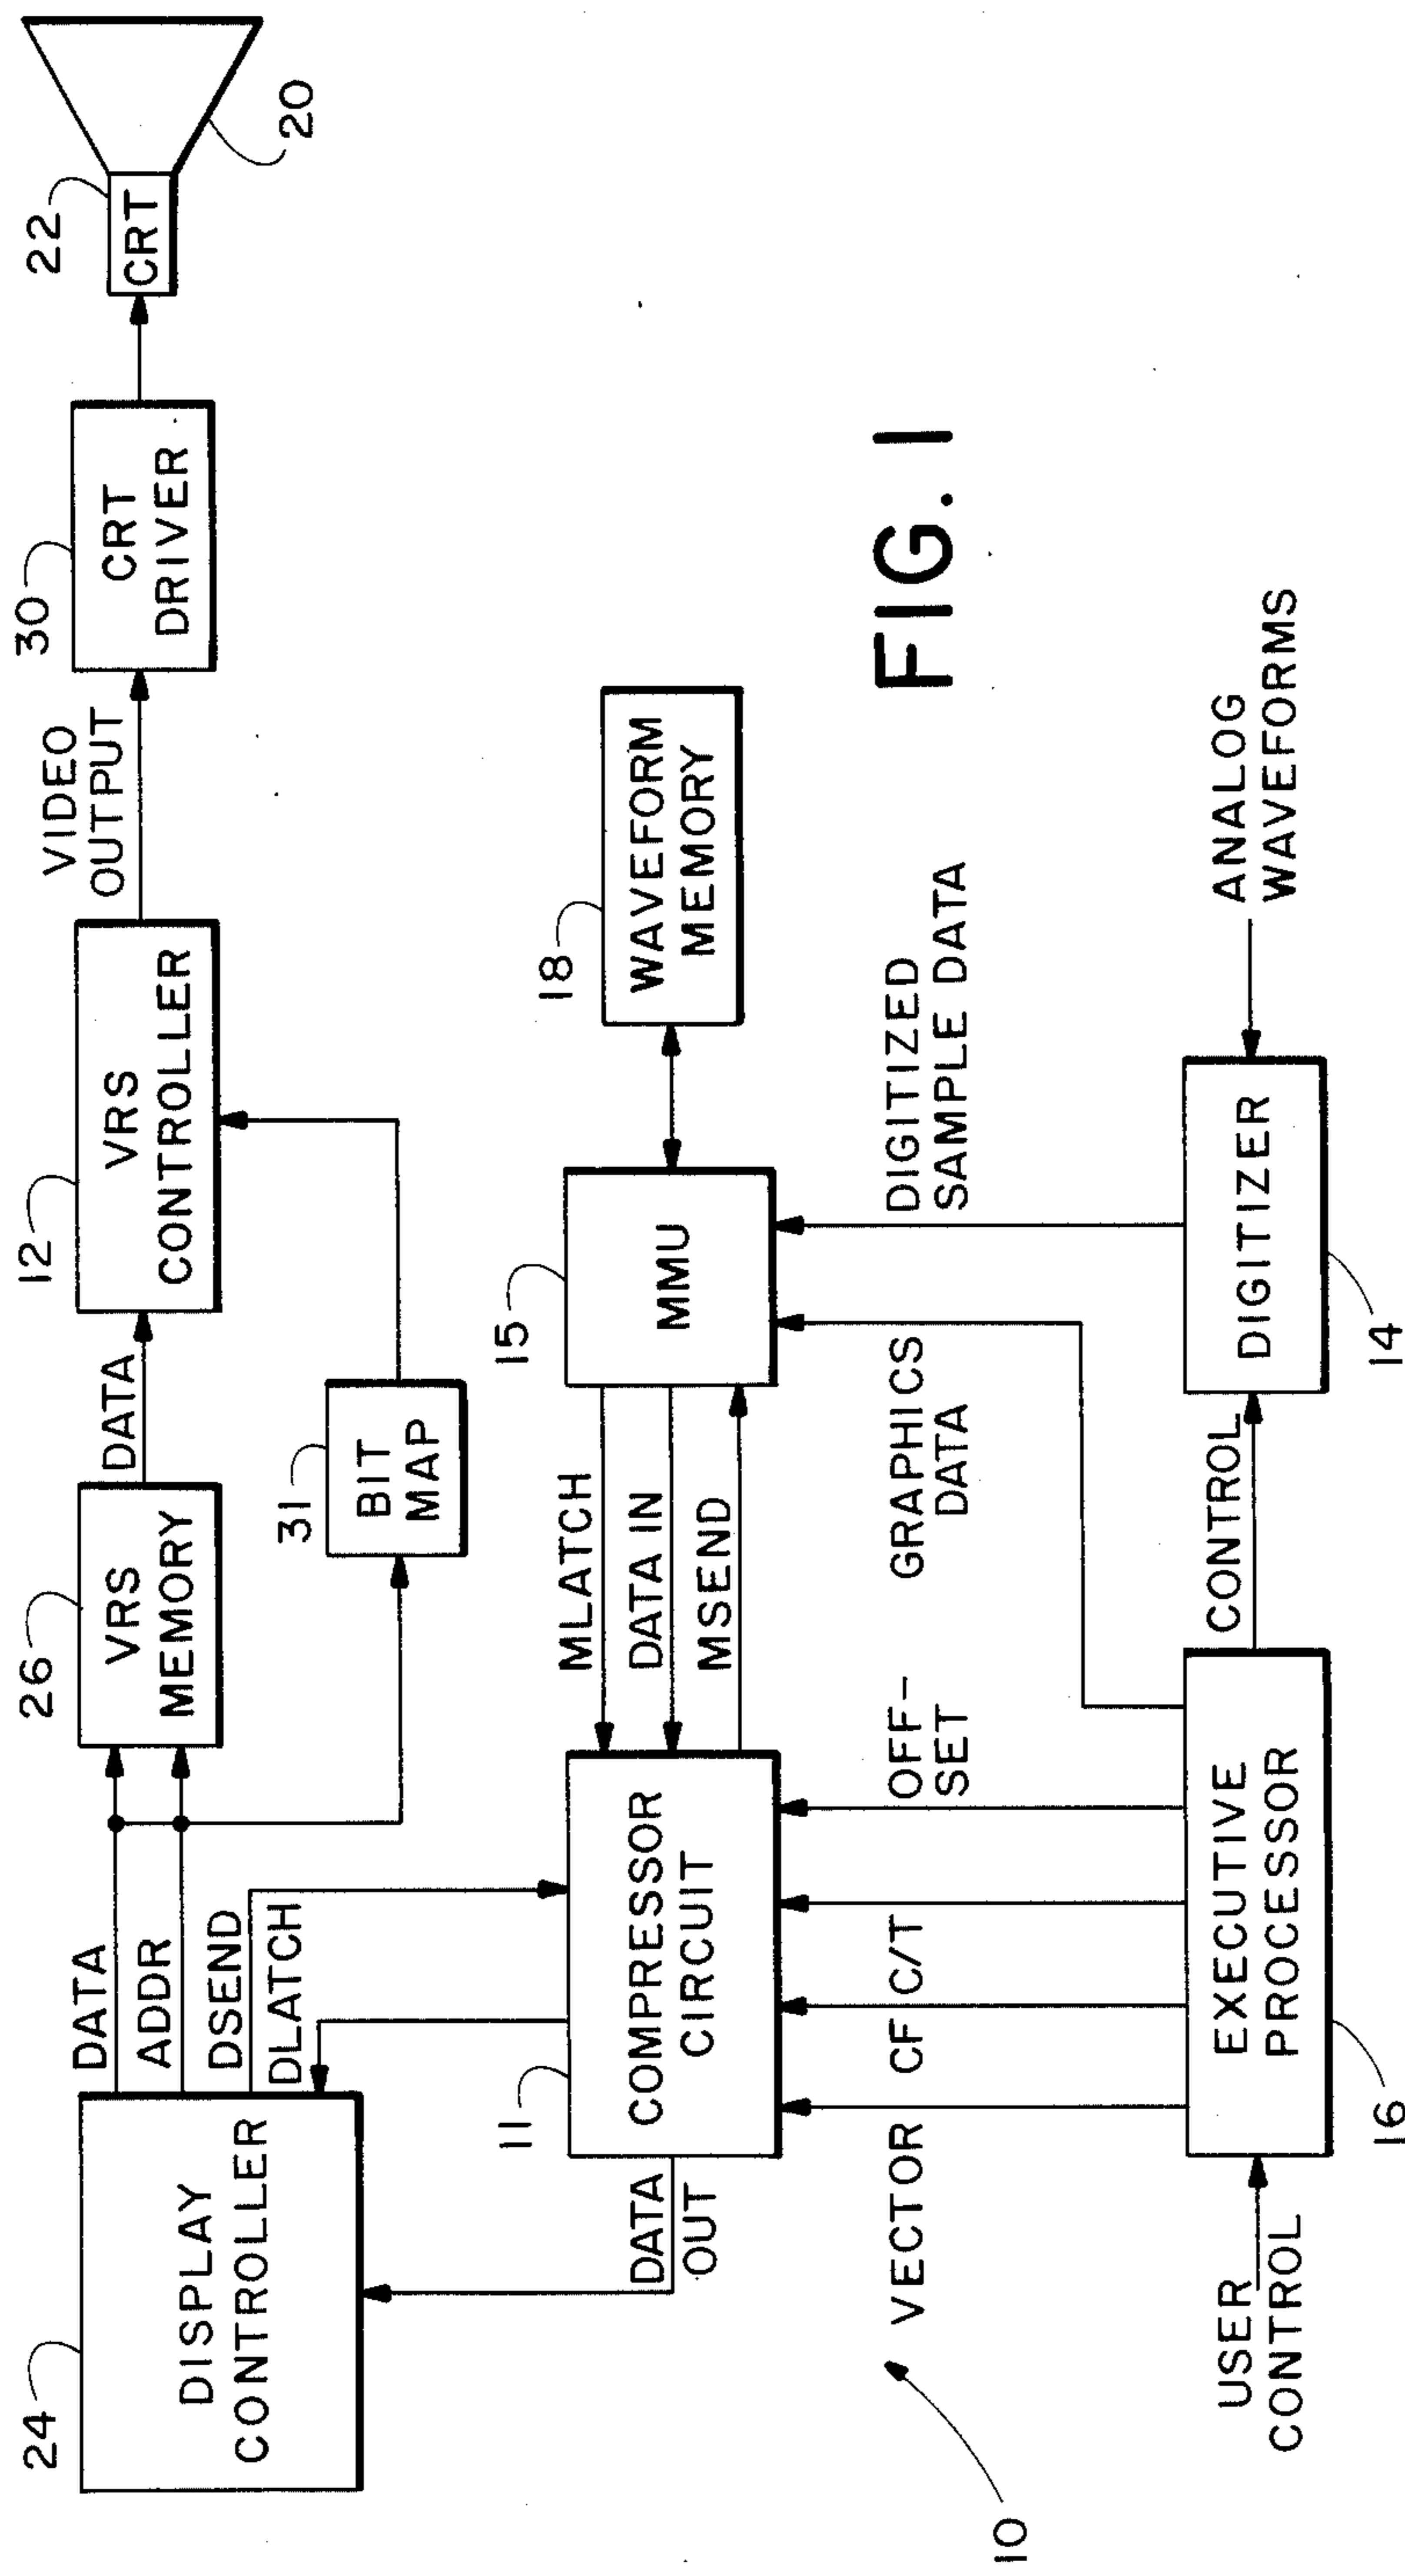 24
DISPLAY
CONTROLLER
DATA
ADDR
DSEND
DLATCH
26
VRS
MEMORY
DATA
12
VRS
CONTROLLER
VIDEO
OUTPUT
30
CRT
DRIVER
22
CRT
20
31
BIT
MAP
11
COMPRESSOR
CIRCUIT
DATA
OUT
MLATCH
DATA IN
MSEND
15
MMU
18
WAVEFORM
MEMORY
10
VECTOR
CF
C/T
OFF-
SET
GRAPHICS
DATA
DIGITIZED
SAMPLE DATA
FIG. 1
USER
CONTROL
EXECUTIVE
PROCESSOR
16
CONTROL
DIGITIZER
14
ANALOG
WAVEFORMS